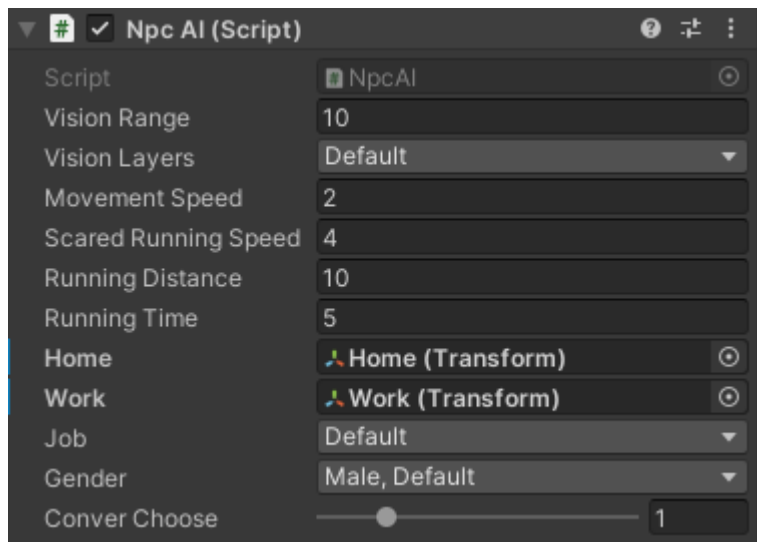 # Npc AI (Script)
Script # NpcAI
Vision Range 10
Vision Layers Default
Movement Speed 2
Scared Running Speed 4
Running Distance 10
Running Time 5
Home Home (Transform)
Work Work (Transform)
Job Default
Gender Male, Default
Conver Choose 1